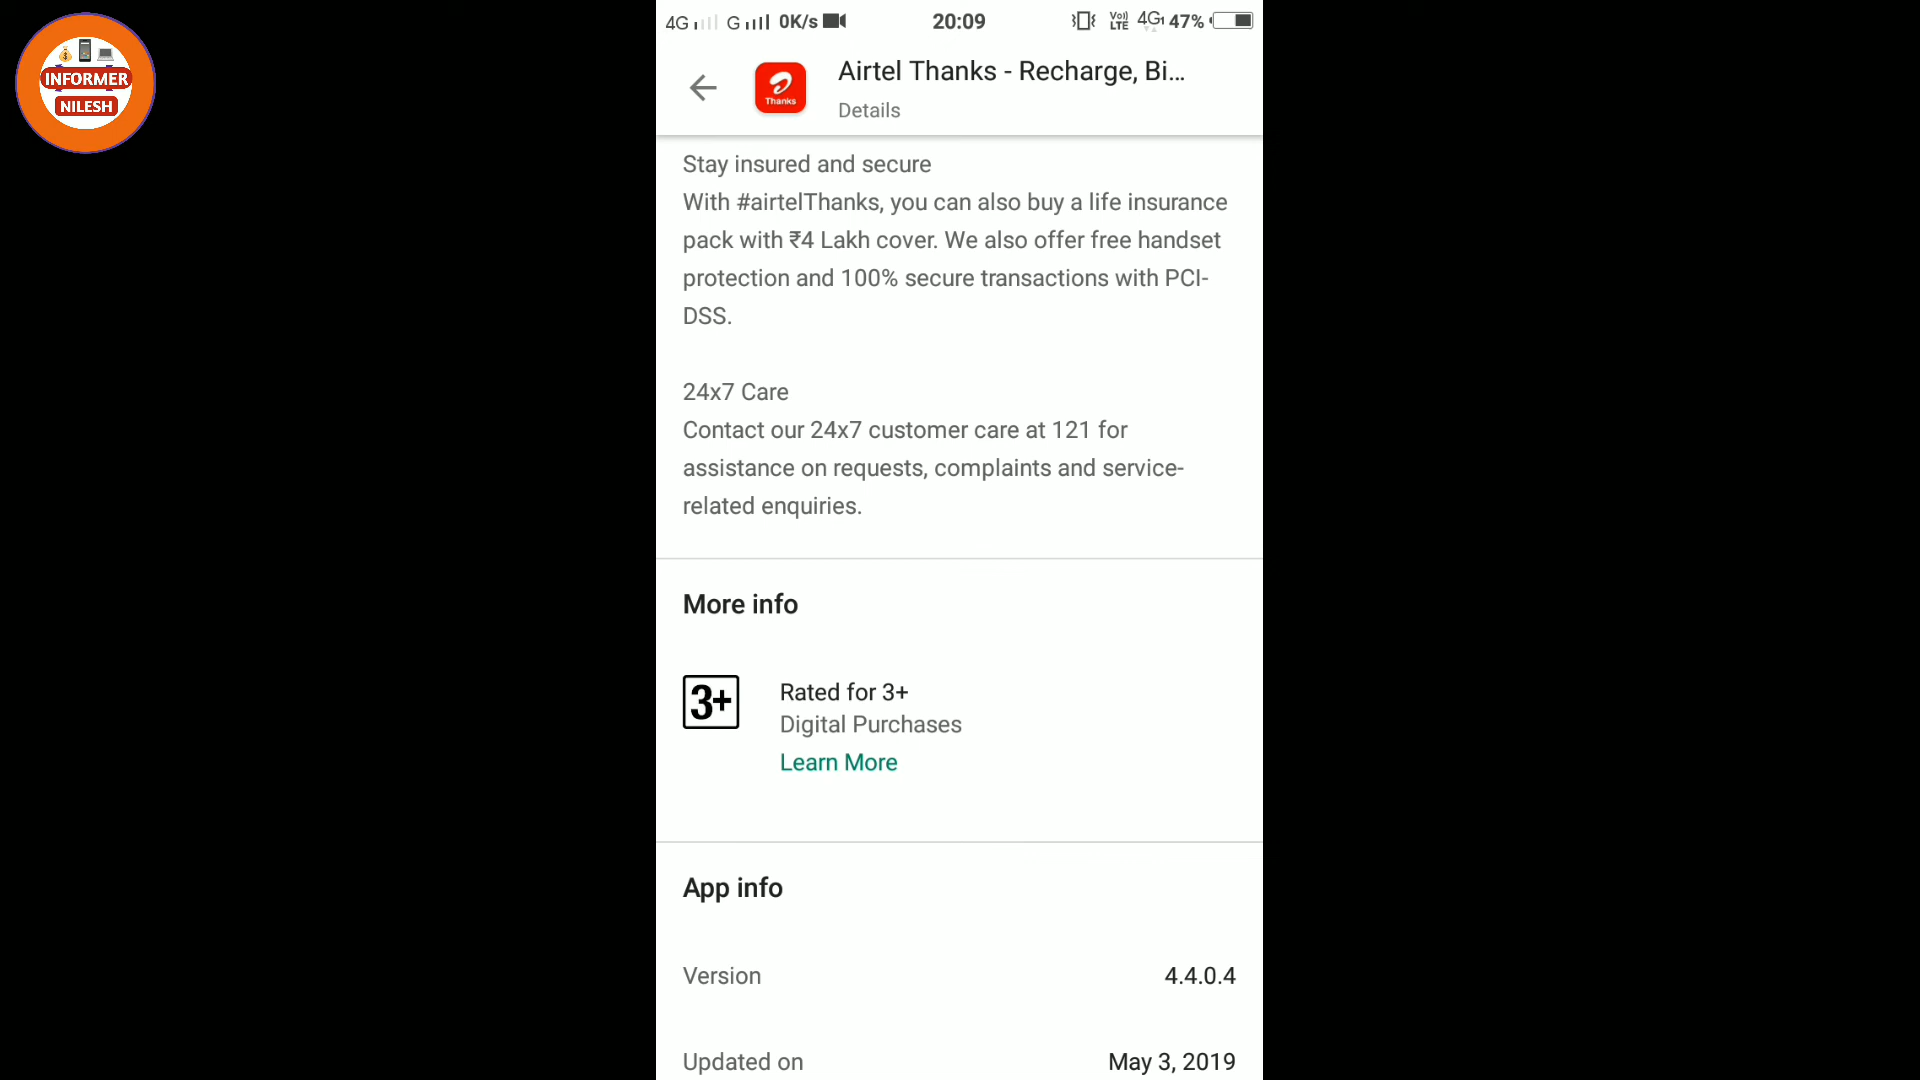 4G G 0K/s 20:09 Vo) LTE 4G 47%
INFORMER
NILESH
Thanks
Airtel Thanks - Recharge, Bi...
Details
Stay insured and secure
With #airtelThanks, you can also buy a life insurance
pack with ₹4 Lakh cover. We also offer free handset
protection and 100% secure transactions with PCI-
DSS.
24x7 Care
Contact our 24x7 customer care at 121 for
assistance on requests, complaints and service-
related enquiries.
More info
3+
Rated for 3+
Digital Purchases
Learn More
App info
Version 4.4.0.4
Updated on May 3, 2019